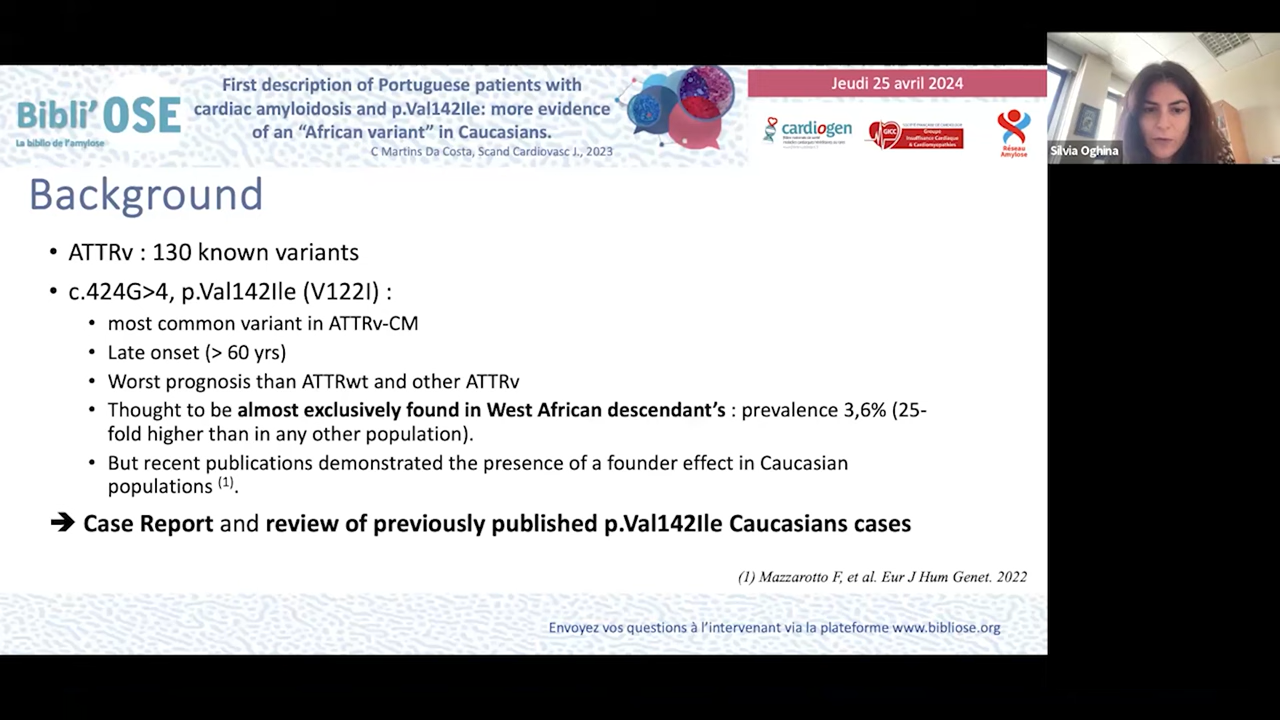 Bibli'OSE
La biblio de l'amylose
First description of Portuguese patients with
cardiac amyloidosis and p.Val142Ile: more evidence
of an “African variant” in Caucasians.
C Martins Da Costa, Scand Cardiovasc J., 2023
Jeudi 25 avril 2024
cardiogen
GICC
Groupe
Insuffisance Cardiaque
& Cardiomyopathies
Réseau
Amylose
Silvia Oghina
Background
• ATTRv : 130 known variants
• c.424G>4, p.Val142Ile (V122I) :
• most common variant in ATTRv-CM
• Late onset (> 60 yrs)
• Worst prognosis than ATTRwt and other ATTRv
• Thought to be almost exclusively found in West African descendant’s : prevalence 3,6% (25-
fold higher than in any other population).
• But recent publications demonstrated the presence of a founder effect in Caucasian
populations (1).
➔ Case Report and review of previously published p.Val142Ile Caucasians cases
(1) Mazzarotto F, et al. Eur J Hum Genet. 2022
Envoyez vos questions à l’intervenant via la plateforme www.bibliose.org